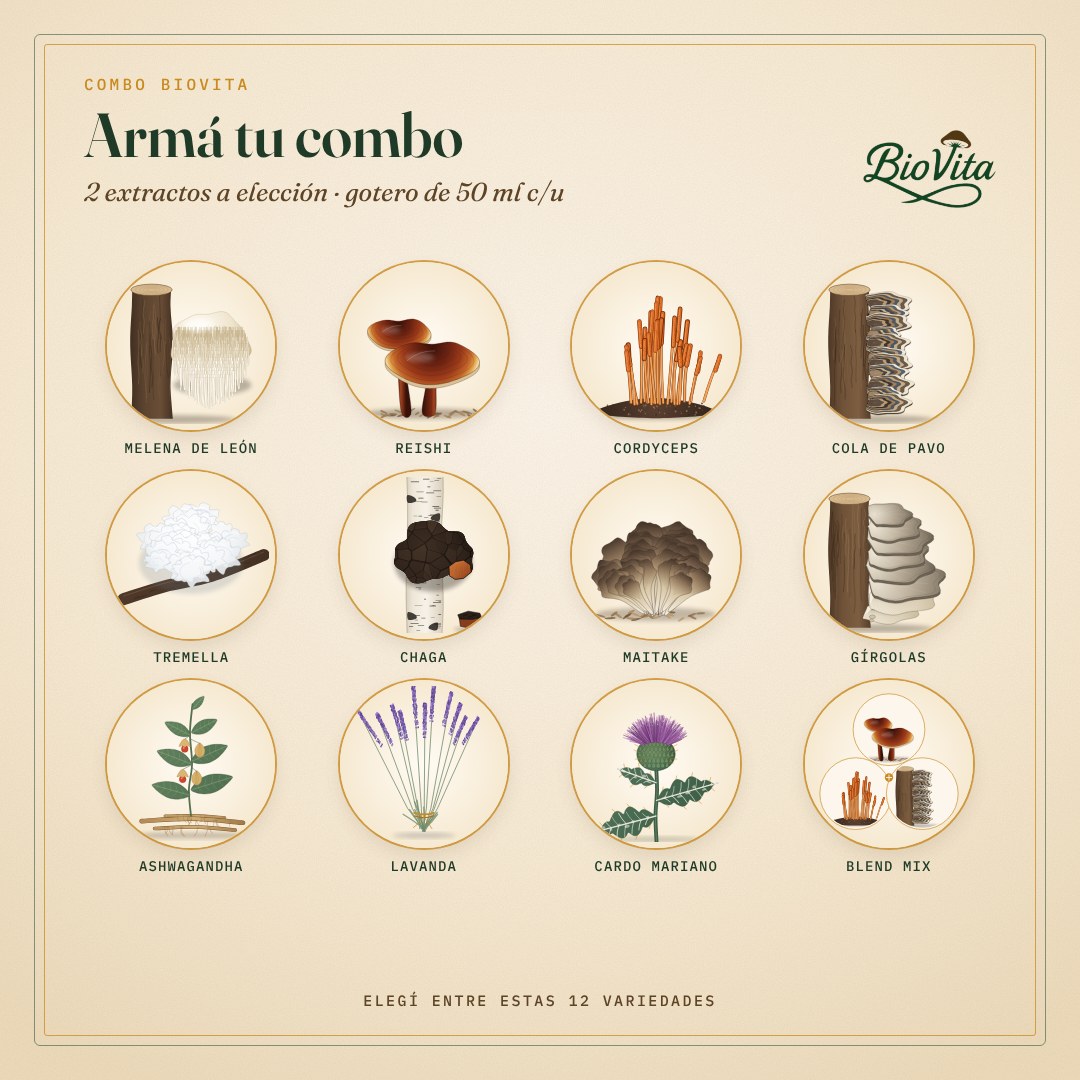 COMBO BIOVITA
Armá tu combo
2 extractos a elección · gotero de 50 ml c/u
BioVita
MELENA DE LEÓN
REISHI
CORDYCEPS
COLA DE PAVO
TREMELLA
CHAGA
MAITAKE
GÍRGOLAS
ASHWAGANDHA
LAVANDA
CARDO MARIANO
BLEND MIX
ELEGÍ ENTRE ESTAS 12 VARIEDADES